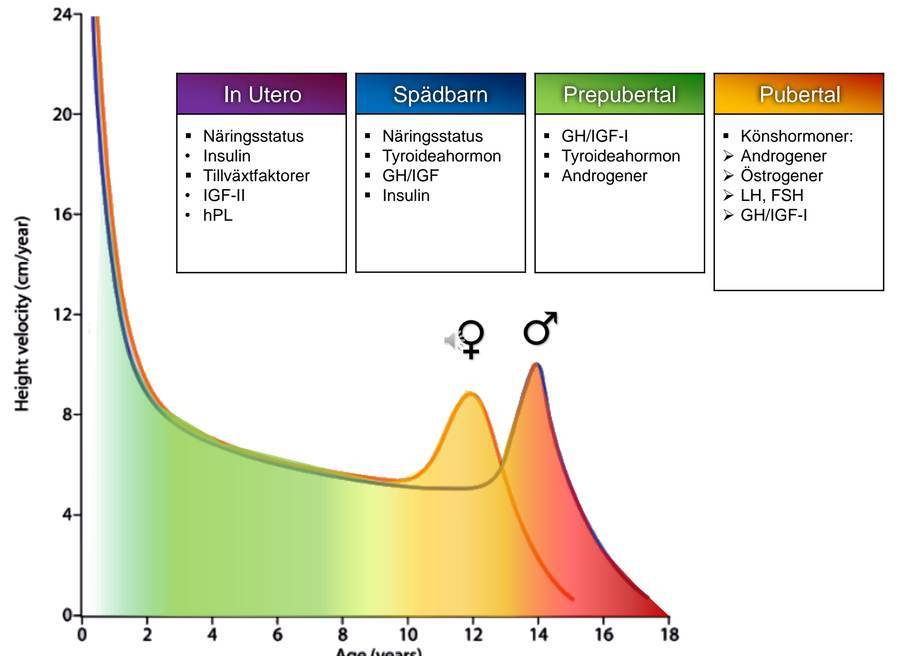 24
20
16
12
8
4
0
Height velocity (cm/year)
In Utero
▪ Näringsstatus
• Insulin
▪ Tillväxtfaktorer
• IGF-II
• hPL
Spädbarn
▪ Näringsstatus
▪ Tyroideahormon
▪ GH/IGF
▪ Insulin
Prepubertal
▪ GH/IGF-I
▪ Tyroideahormon
▪ Androgener
Pubertal
▪ Könshormoner:
➢ Androgener
➢ Östrogener
➢ LH, FSH
➢ GH/IGF-I
♀ ♂
0 2 4 6 8 10 12 14 16 18
Age (years)